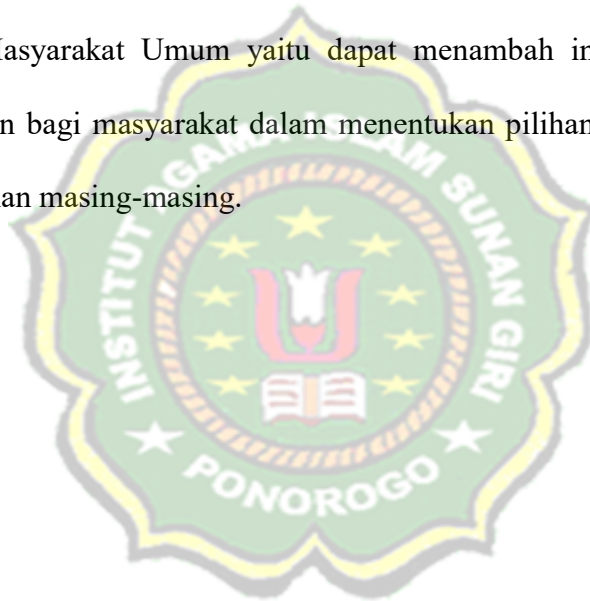 Masyarakat Umum yaitu dapat menambah in
n bagi masyarakat dalam menentukan pilihan
an masing-masing.
INSTITUT AGAMA ISLAM SUNAN GIRI
PONOROGO